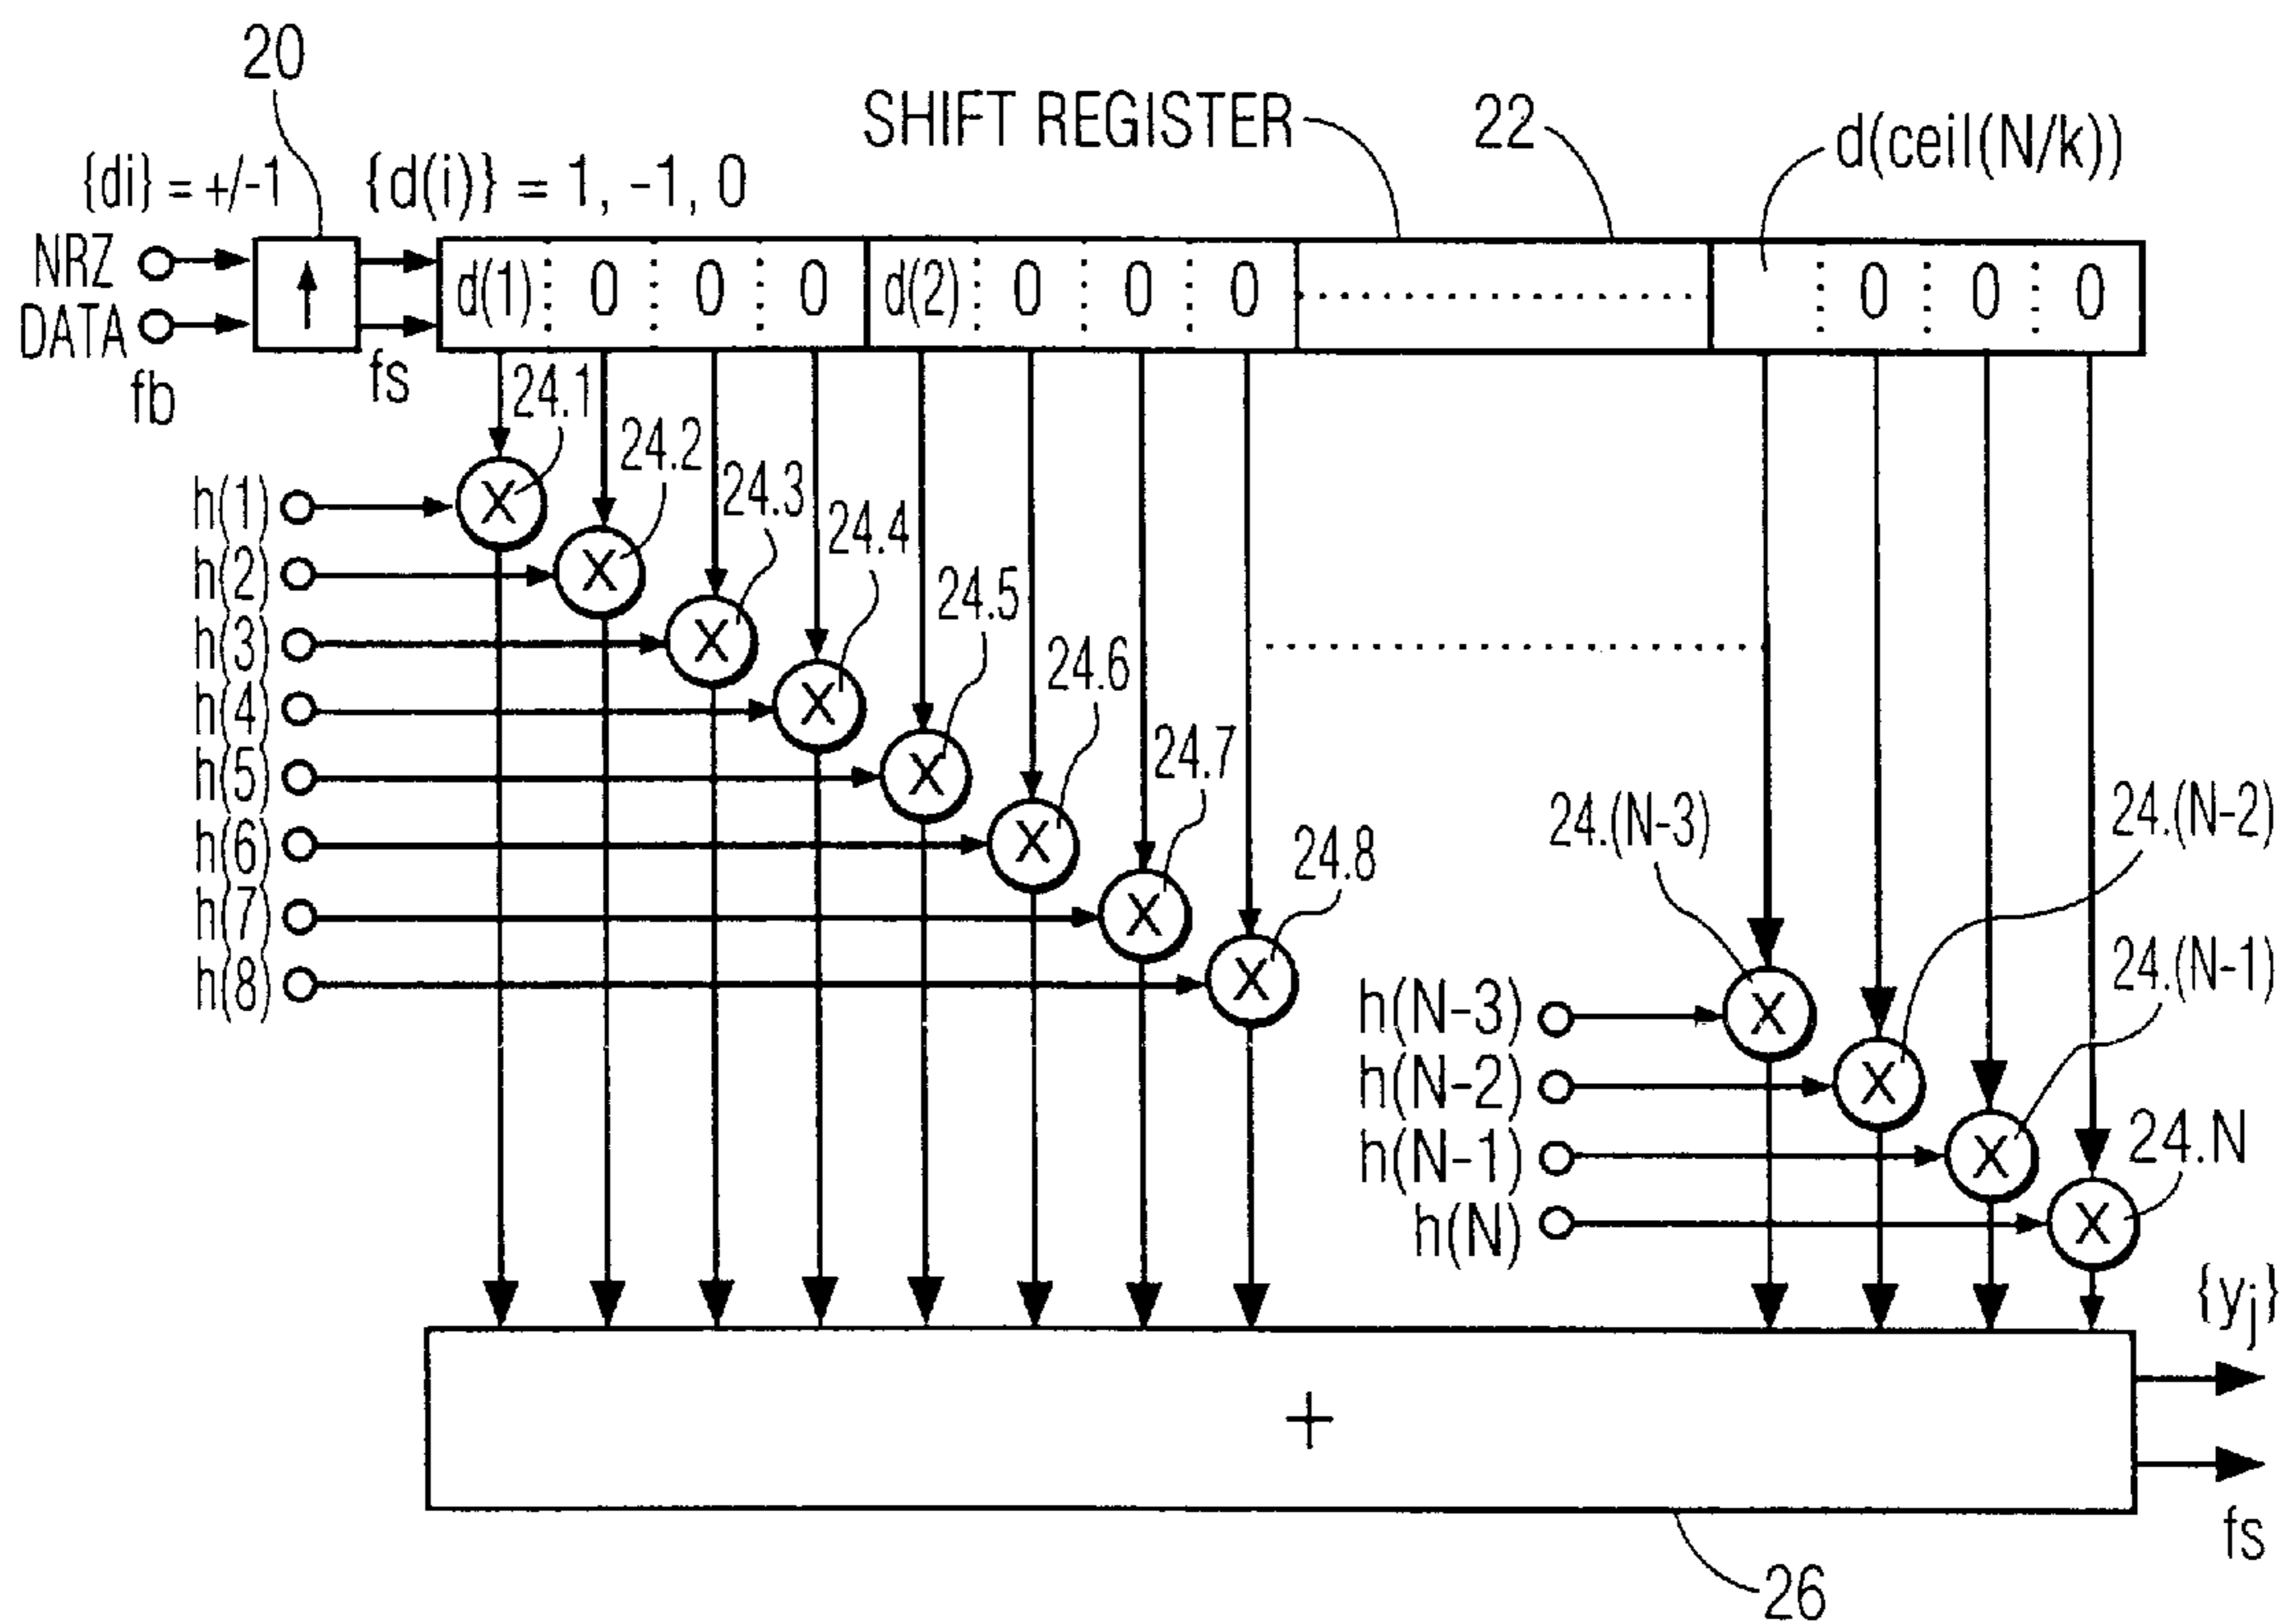 20
SHIFT REGISTER
22
d(ceil(N/k))
{di} = +/-1
{d(i)} = 1, -1, 0
NRZ
DATA
↑
d(1) 0 0 0 d(2) 0 0 0 0 0 0
fb
fs
24.1
24.2
24.3
24.4
24.5
24.6
24.7
24.8
h(1)
h(2)
h(3)
h(4)
h(5)
h(6)
h(7)
h(8)
X
X
X
X
X
X
X
X
24.(N-3)
24.(N-2)
24.(N-1)
24.N
h(N-3)
h(N-2)
h(N-1)
h(N)
X
X
X
X
{yj}
+
fs
26